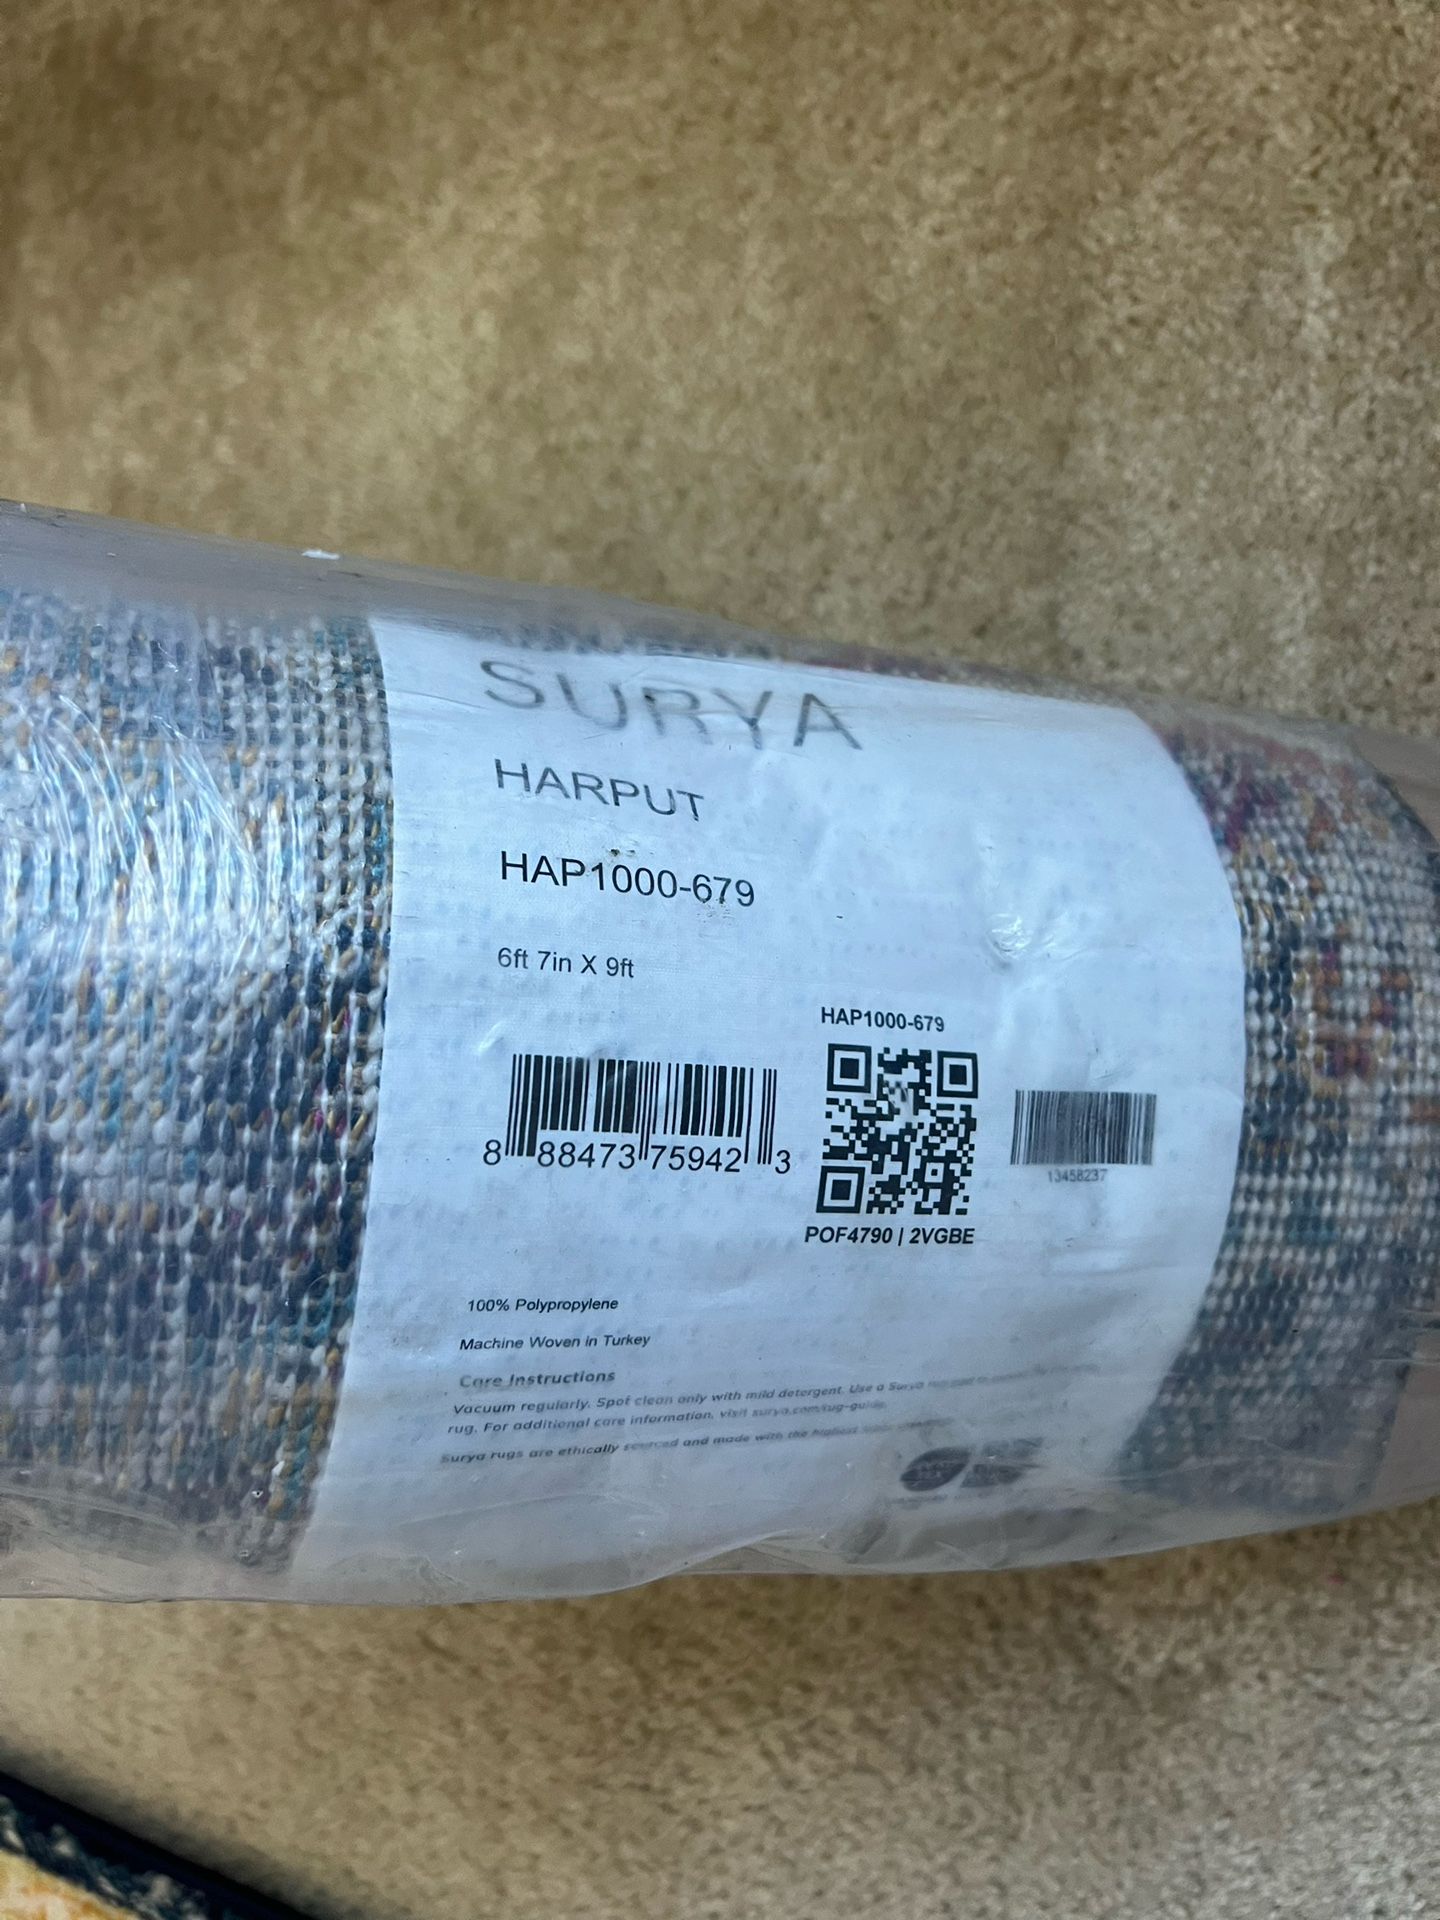 SURYA
HARPUT
HAP1000-679
6ft 7in X 9ft
HAP1000-679
8 88473 75942 3
13458237
POF4790 | 2VGBE
100% Polypropylene
Machine Woven in Turkey
Care Instructions
Vacuum regularly. Spot clean only with mild detergent. Use a Surya
rug. For additional care information, visit surya.com/rug-guide.
Surya rugs are ethically sourced and made with the highest